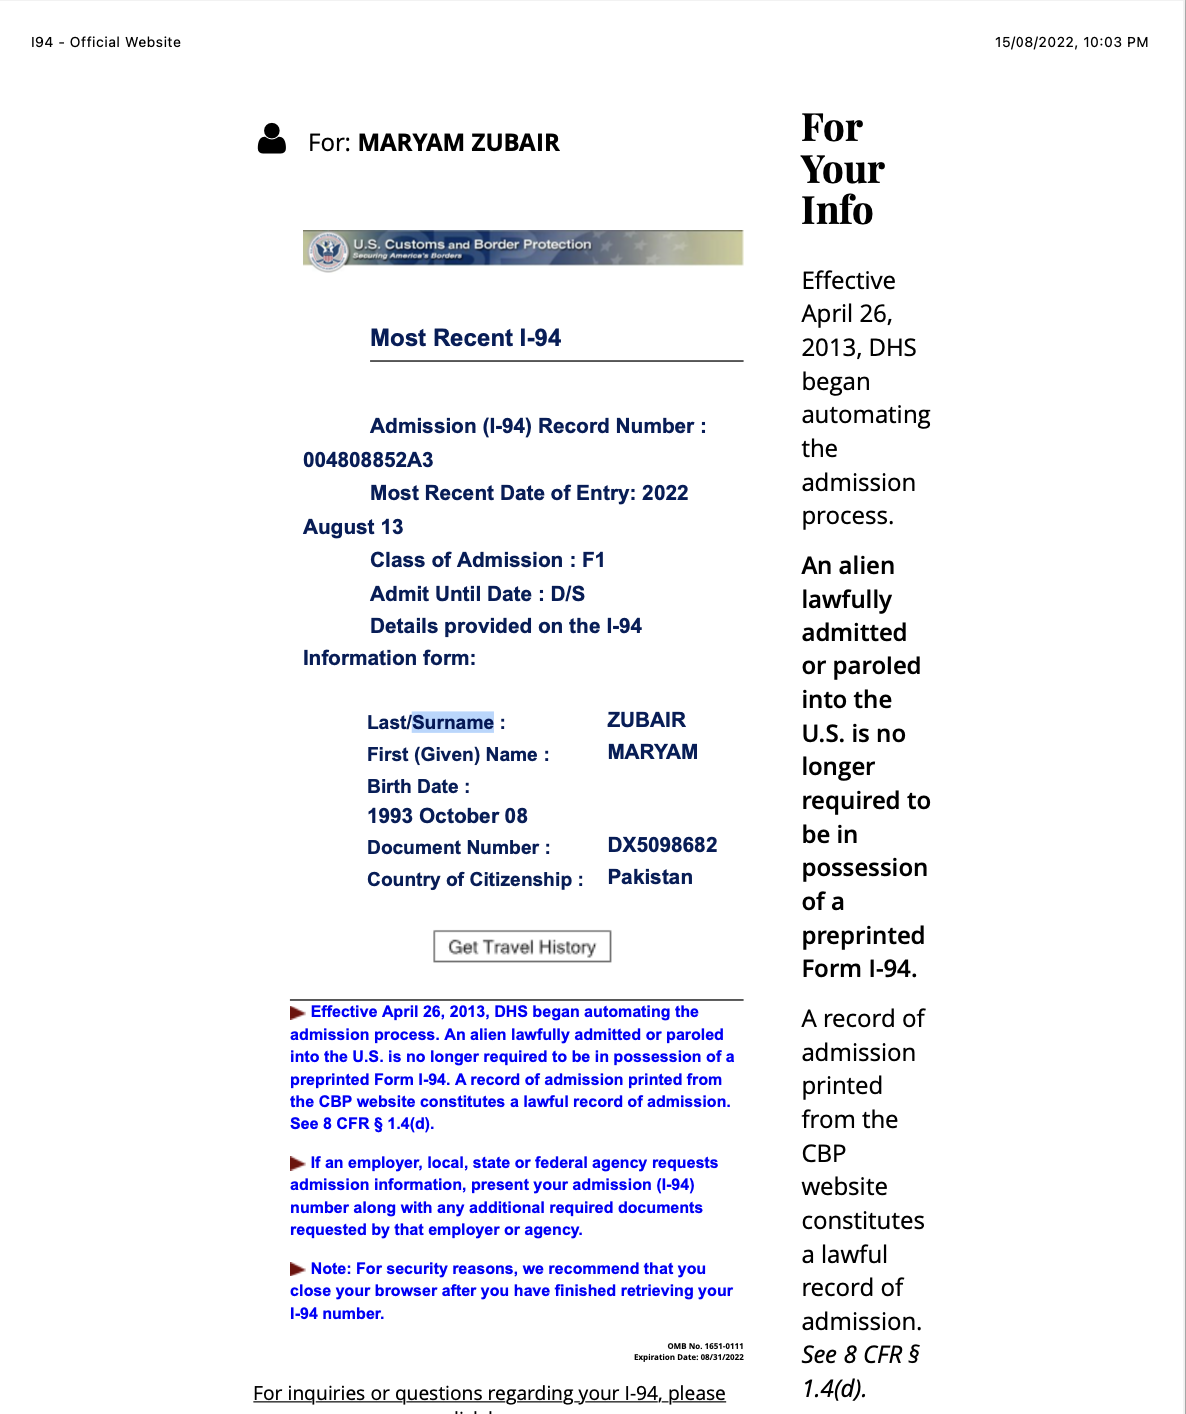 I94 - Official Website
15/08/2022, 10:03 PM
For: MARYAM ZUBAIR
U.S. Customs and Border Protection
Securing America's Borders
Most Recent I-94
Admission (I-94) Record Number :
004808852A3
Most Recent Date of Entry: 2022
August 13
Class of Admission : F1
Admit Until Date : D/S
Details provided on the I-94
Information form:
Last/Surname : ZUBAIR
First (Given) Name : MARYAM
Birth Date :
1993 October 08
Document Number : DX5098682
Country of Citizenship : Pakistan
Get Travel History
Effective April 26, 2013, DHS began automating the
admission process. An alien lawfully admitted or paroled
into the U.S. is no longer required to be in possession of a
preprinted Form I-94. A record of admission printed from
the CBP website constitutes a lawful record of admission.
See 8 CFR § 1.4(d).
If an employer, local, state or federal agency requests
admission information, present your admission (I-94)
number along with any additional required documents
requested by that employer or agency.
Note: For security reasons, we recommend that you
close your browser after you have finished retrieving your
I-94 number.
OMB No. 1651-0111
Expiration Date: 08/31/2022
For inquiries or questions regarding your I-94, please
For
Your
Info
Effective
April 26,
2013, DHS
began
automating
the
admission
process.
An alien
lawfully
admitted
or paroled
into the
U.S. is no
longer
required to
be in
possession
of a
preprinted
Form I-94.
A record of
admission
printed
from the
CBP
website
constitutes
a lawful
record of
admission.
See 8 CFR §
1.4(d).